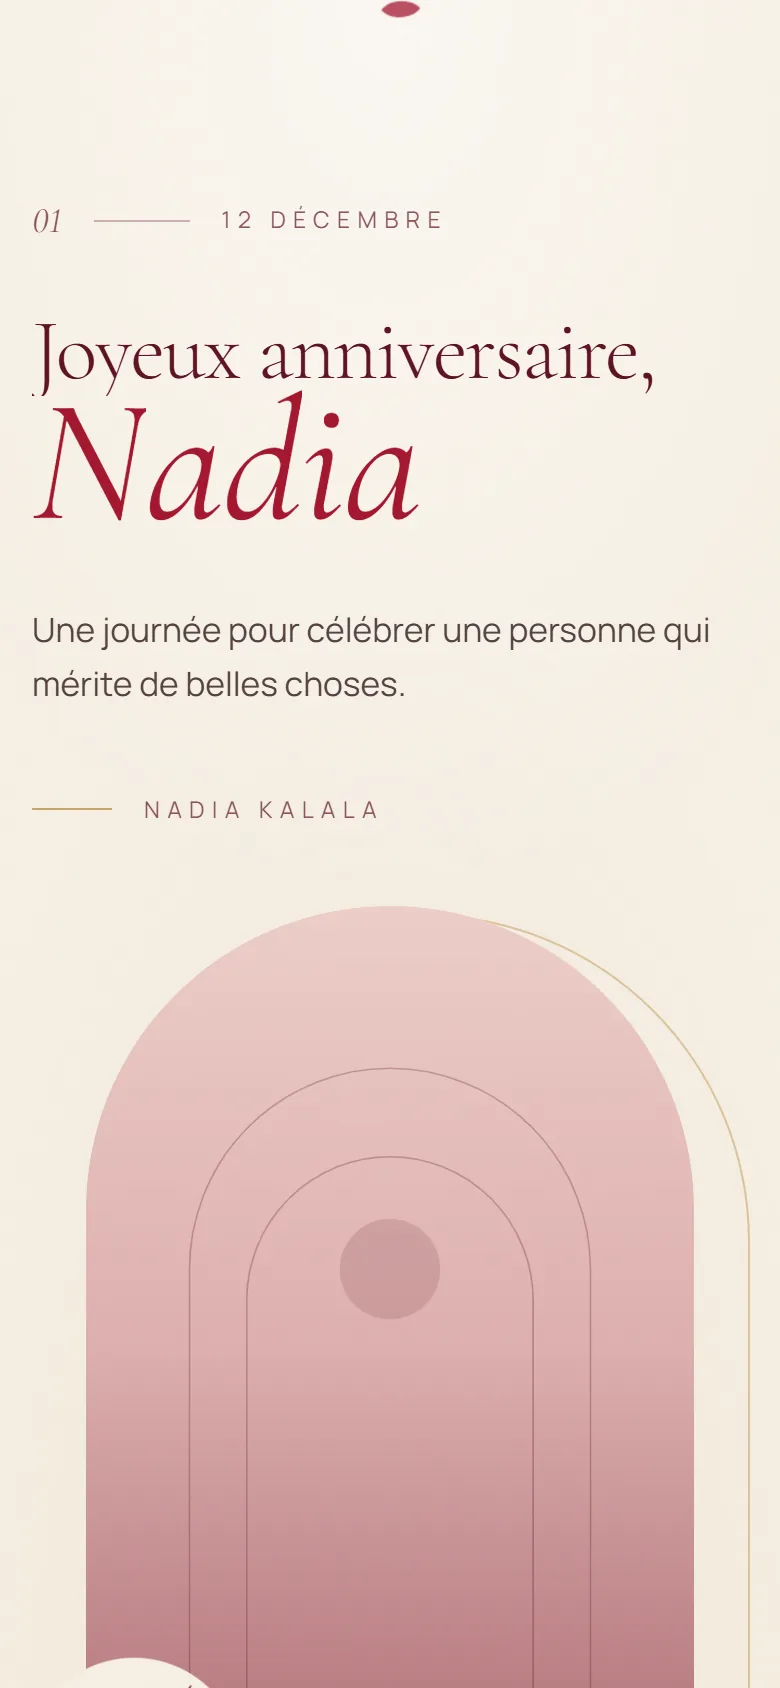 01 12 DÉCEMBRE
Joyeux anniversaire,
Nadia
Une journée pour célébrer une personne qui
mérite de belles choses.
NADIA KALALA